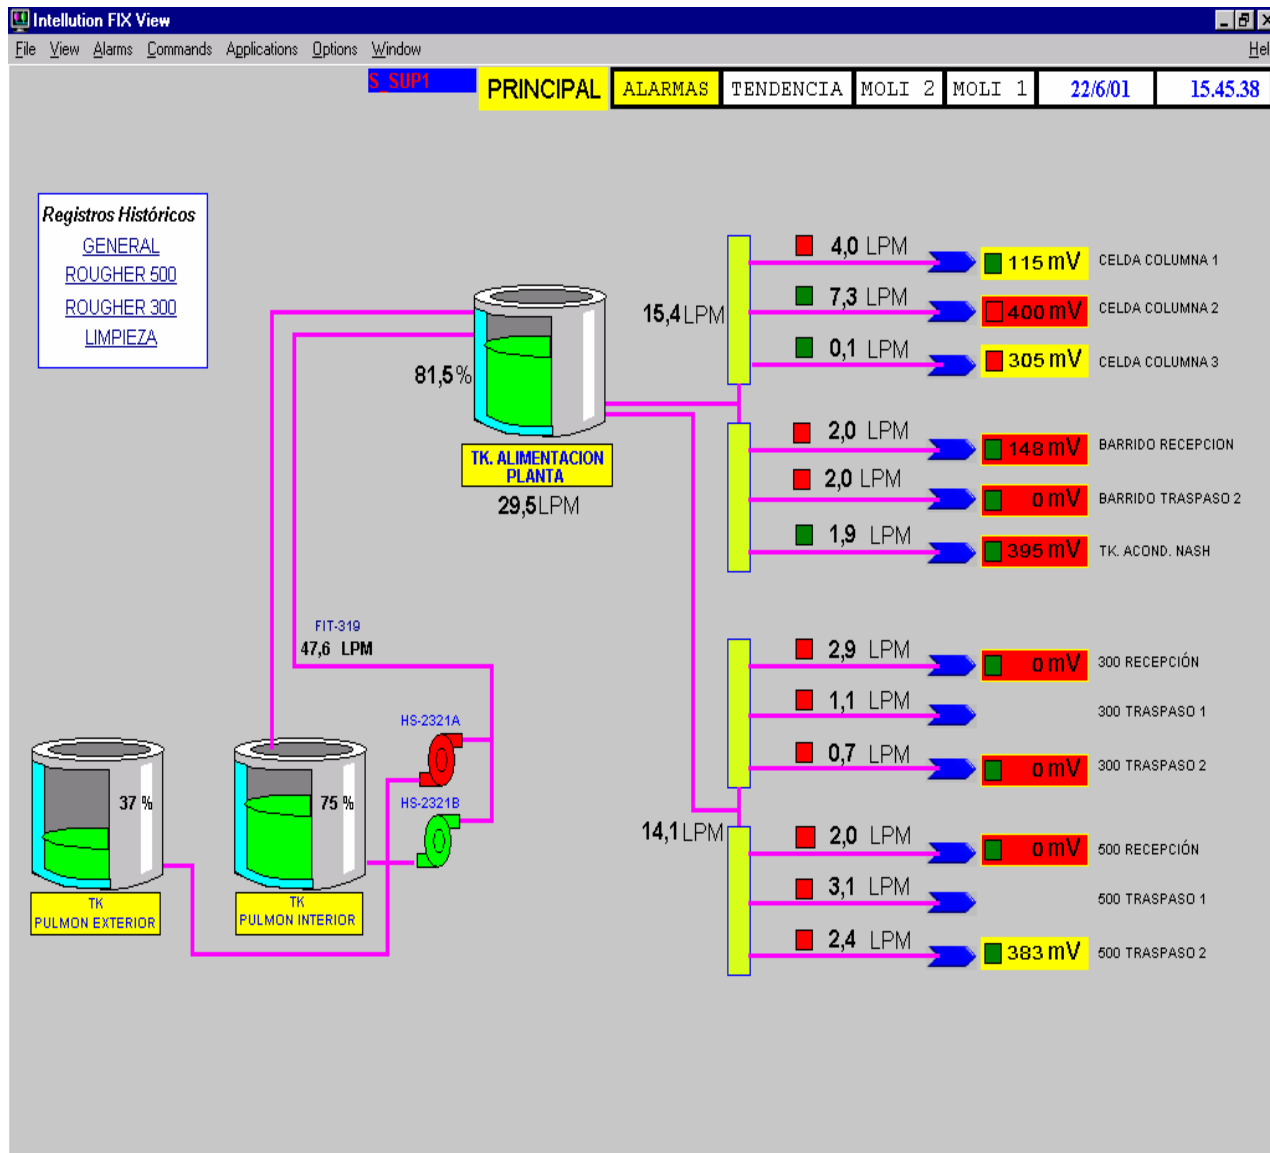 Intellution FIX View
File View Alarms Commands Applications Options Window Hel
S_SUP1 PRINCIPAL ALARMAS TENDENCIA MOLI 2 MOLI 1 22/6/01 15.45.38
Registros Históricos
GENERAL
ROUGHER 500
ROUGHER 300
LIMPIEZA
81,5%
TK. ALIMENTACION
PLANTA
29,5 LPM
FIT-319
47,6 LPM
HS-2321A
HS-2321B
37 %
TK
PULMON EXTERIOR
75 %
TK
PULMON INTERIOR
15,4 LPM
4,0 LPM 115 mV CELDA COLUMNA 1
7,3 LPM 400 mV CELDA COLUMNA 2
0,1 LPM 305 mV CELDA COLUMNA 3
2,0 LPM 148 mV BARRIDO RECEPCION
2,0 LPM 0 mV BARRIDO TRASPASO 2
1,9 LPM 395 mV TK. ACOND. NASH
14,1 LPM
2,9 LPM 0 mV 300 RECEPCIÓN
1,1 LPM 300 TRASPASO 1
0,7 LPM 0 mV 300 TRASPASO 2
2,0 LPM 0 mV 500 RECEPCIÓN
3,1 LPM 500 TRASPASO 1
2,4 LPM 383 mV 500 TRASPASO 2